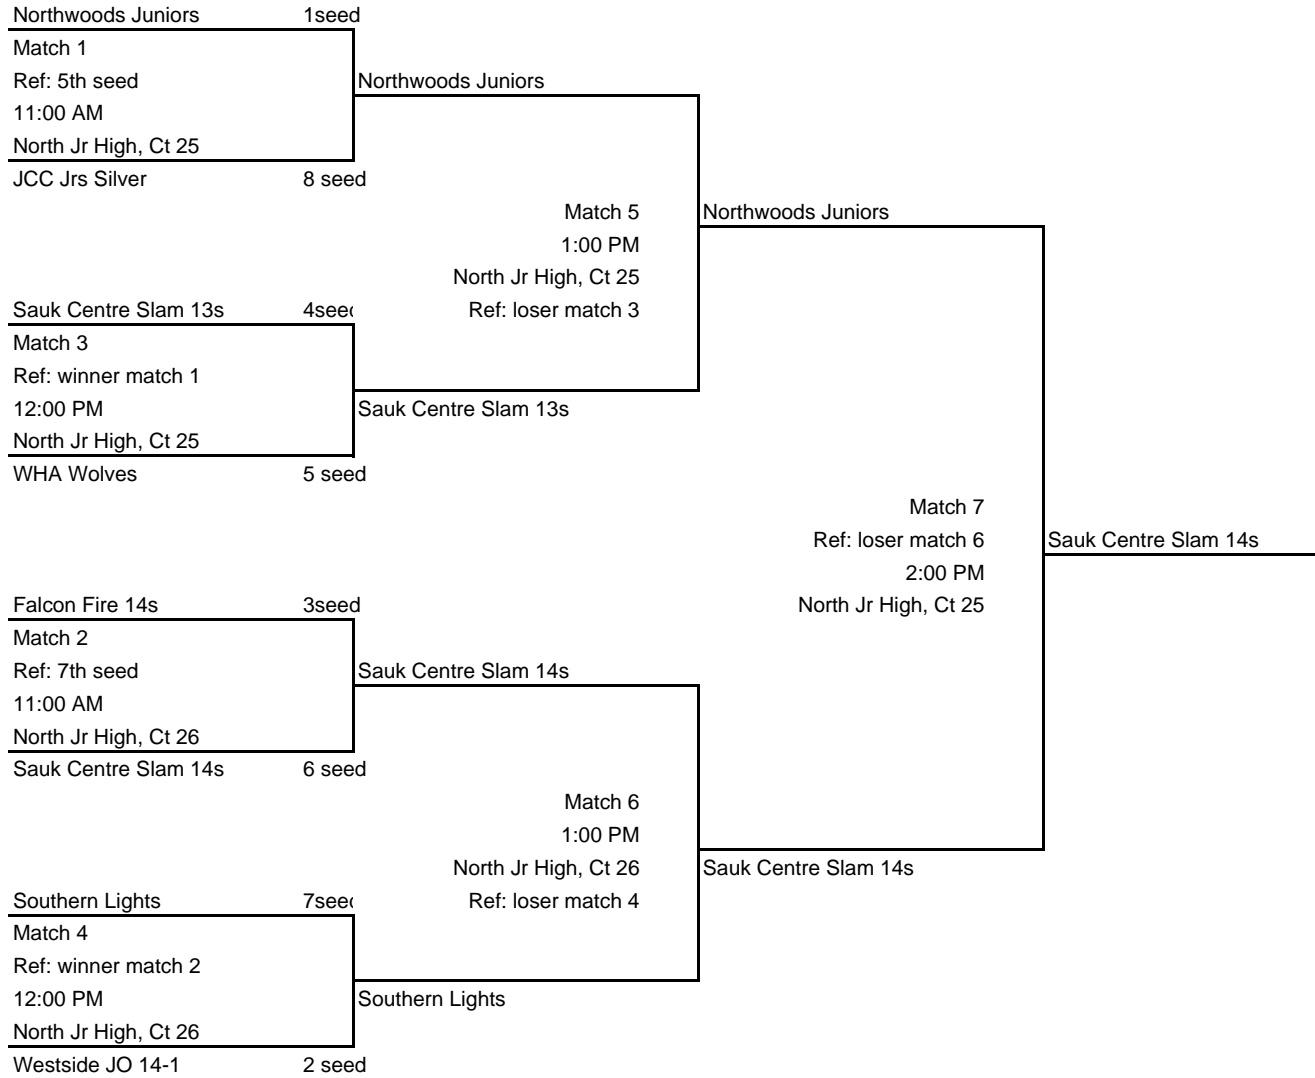 Northwoods Juniors 1seed
Match 1
Ref: 5th seed
Northwoods Juniors
11:00 AM
North Jr High, Ct 25
JCC Jrs Silver 8 seed
Match 5
Northwoods Juniors
1:00 PM
North Jr High, Ct 25
Sauk Centre Slam 13s 4seed
Ref: loser match 3
Match 3
Ref: winner match 1
12:00 PM
Sauk Centre Slam 13s
North Jr High, Ct 25
WHA Wolves 5 seed
Match 7
Ref: loser match 6
Sauk Centre Slam 14s
2:00 PM
North Jr High, Ct 25
Falcon Fire 14s 3seed
Match 2
Ref: 7th seed
Sauk Centre Slam 14s
11:00 AM
North Jr High, Ct 26
Sauk Centre Slam 14s 6 seed
Match 6
1:00 PM
North Jr High, Ct 26
Sauk Centre Slam 14s
Southern Lights 7seed
Ref: loser match 4
Match 4
Ref: winner match 2
12:00 PM
Southern Lights
North Jr High, Ct 26
Westside JO 14-1 2 seed